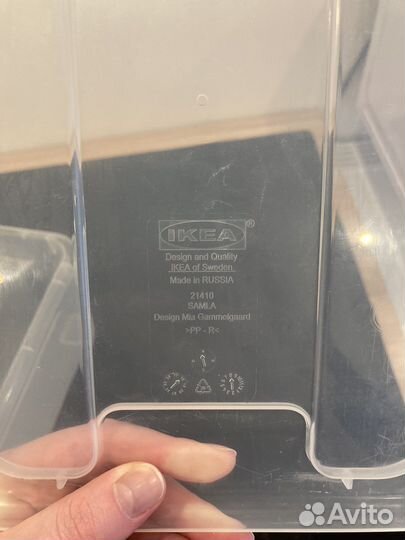 IKEA®
Design and Quality
IKEA of Sweden
Made in RUSSIA
21410
SAMLA
Design Mia Gammelgaard
>PP - R<
Avito